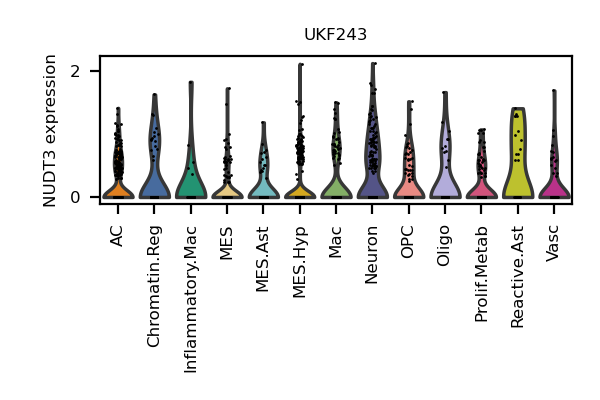 UKF243
NUDT3 expression
2
0
AC
Chromatin.Reg
Inflammatory.Mac
MES
MES.Ast
MES.Hyp
Mac
Neuron
OPC
Oligo
Prolif.Metab
Reactive.Ast
Vasc